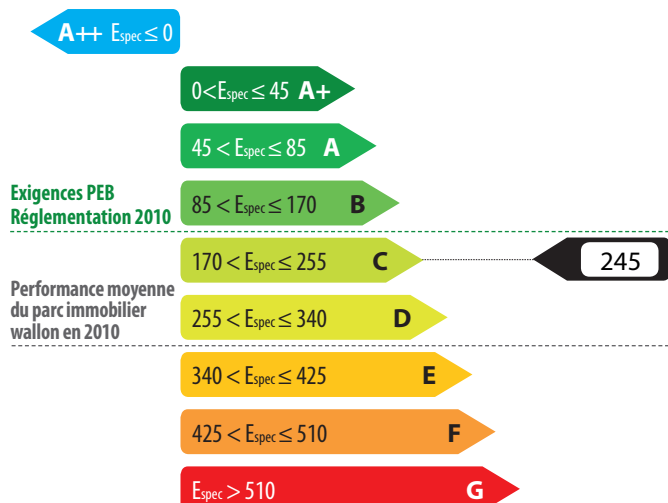 A++ Espec ≤ 0
0<Espec ≤ 45 A+
45 < Espec ≤ 85 A
Exigences PEB
Réglementation 2010
85 < Espec ≤ 170 B
170 < Espec ≤ 255 C
245
Performance moyenne
du parc immobilier
wallon en 2010
255 < Espec ≤ 340 D
340 < Espec ≤ 425 E
425 < Espec ≤ 510 F
Espec > 510 G